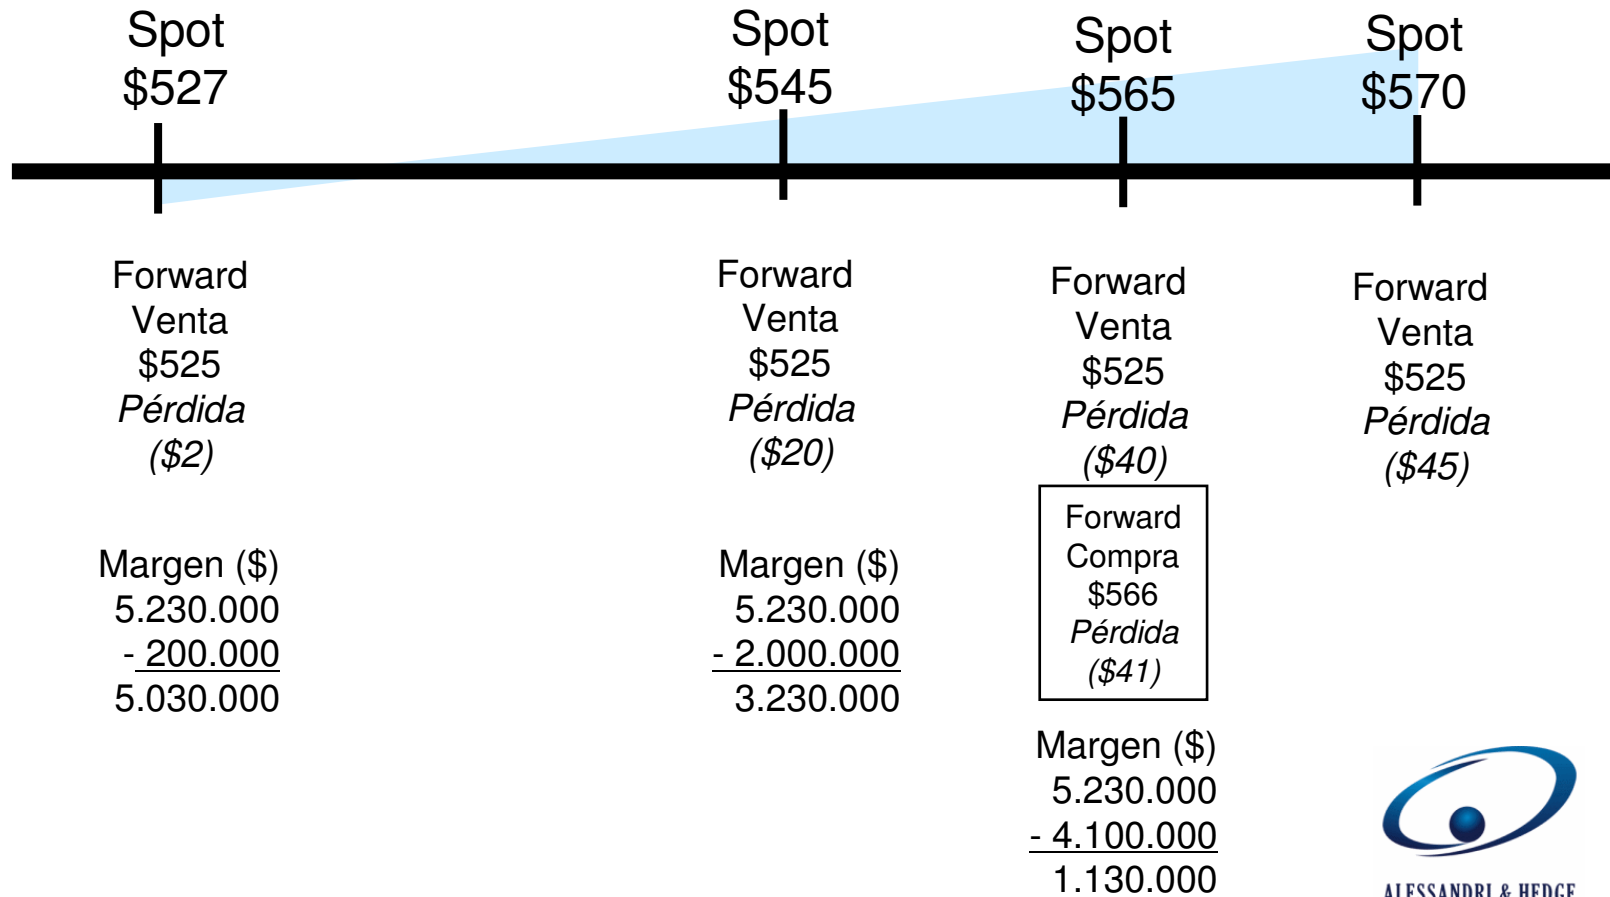 Spot
$527
Spot
$545
Spot
$565
Spot
$570
Forward
Venta
$525
Pérdida
($2)
Forward
Venta
$525
Pérdida
($20)
Forward
Venta
$525
Pérdida
($40)
Forward
Venta
$525
Pérdida
($45)
Forward
Compra
$566
Pérdida
($41)
Margen ($)
5.230.000
- 200.000
5.030.000
Margen ($)
5.230.000
- 2.000.000
3.230.000
Margen ($)
5.230.000
- 4.100.000
1.130.000
ALESSANDRI & HEDGE